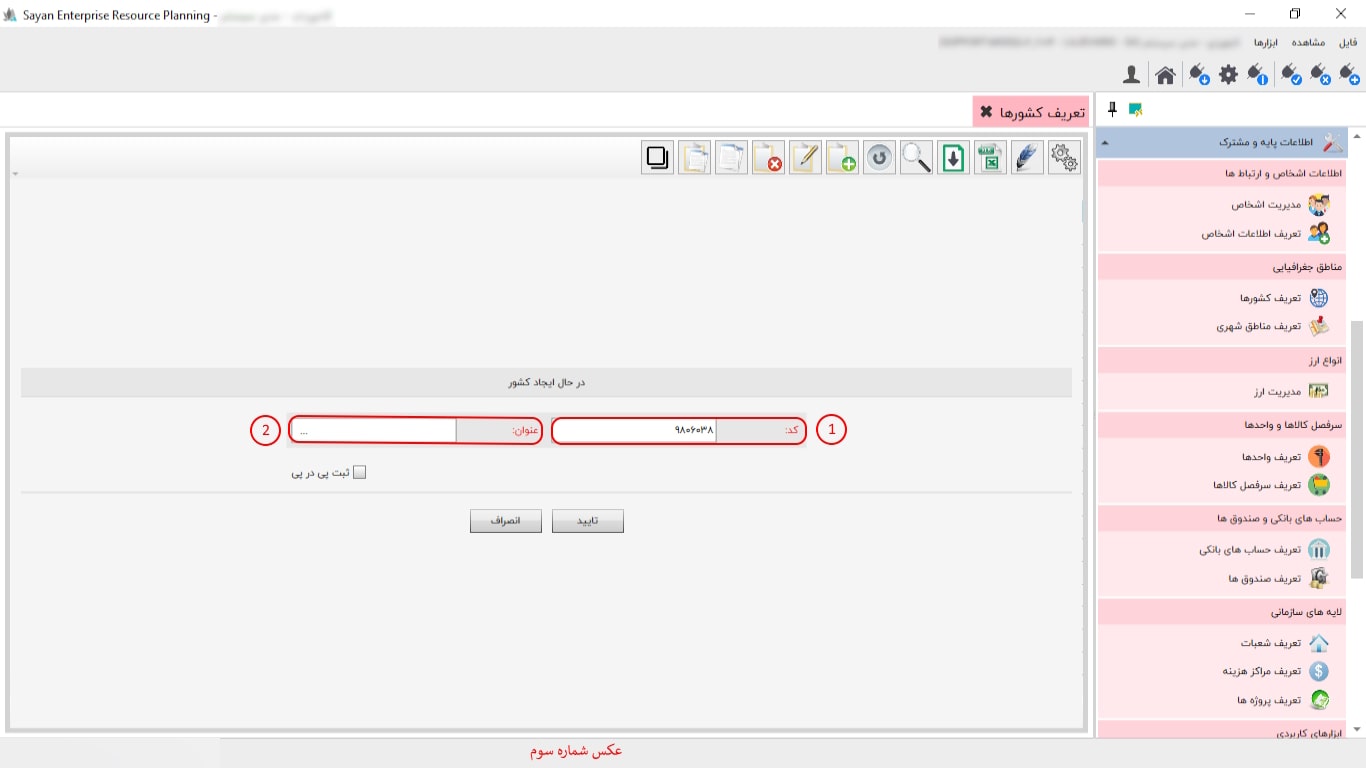 Sayan Enterprise Resource Planning -
فایل مشاهده ابزارها
تعریف کشورها
اطلاعات پایه و مشترک
اطلاعات اشخاص و ارتباط ها
مدیریت اشخاص
تعریف اطلاعات اشخاص
مناطق جغرافیایی
تعریف کشورها
تعریف مناطق شهری
انواع ارز
مدیریت ارز
سرفصل کالاها و واحدها
تعریف واحدها
تعریف سرفصل کالاها
حساب های بانکی و صندوق ها
تعریف حساب های بانکی
تعریف صندوق ها
لایه های سازمانی
تعریف شعبات
تعریف مراکز هزینه
تعریف پروژه ها
ابزارهای کاربردی
در حال ایجاد کشور
1 کد: ۹۸۰۶۰۳۸ عنوان: ... 2
ثبت پی در پی
تایید انصراف
عکس شماره سوم